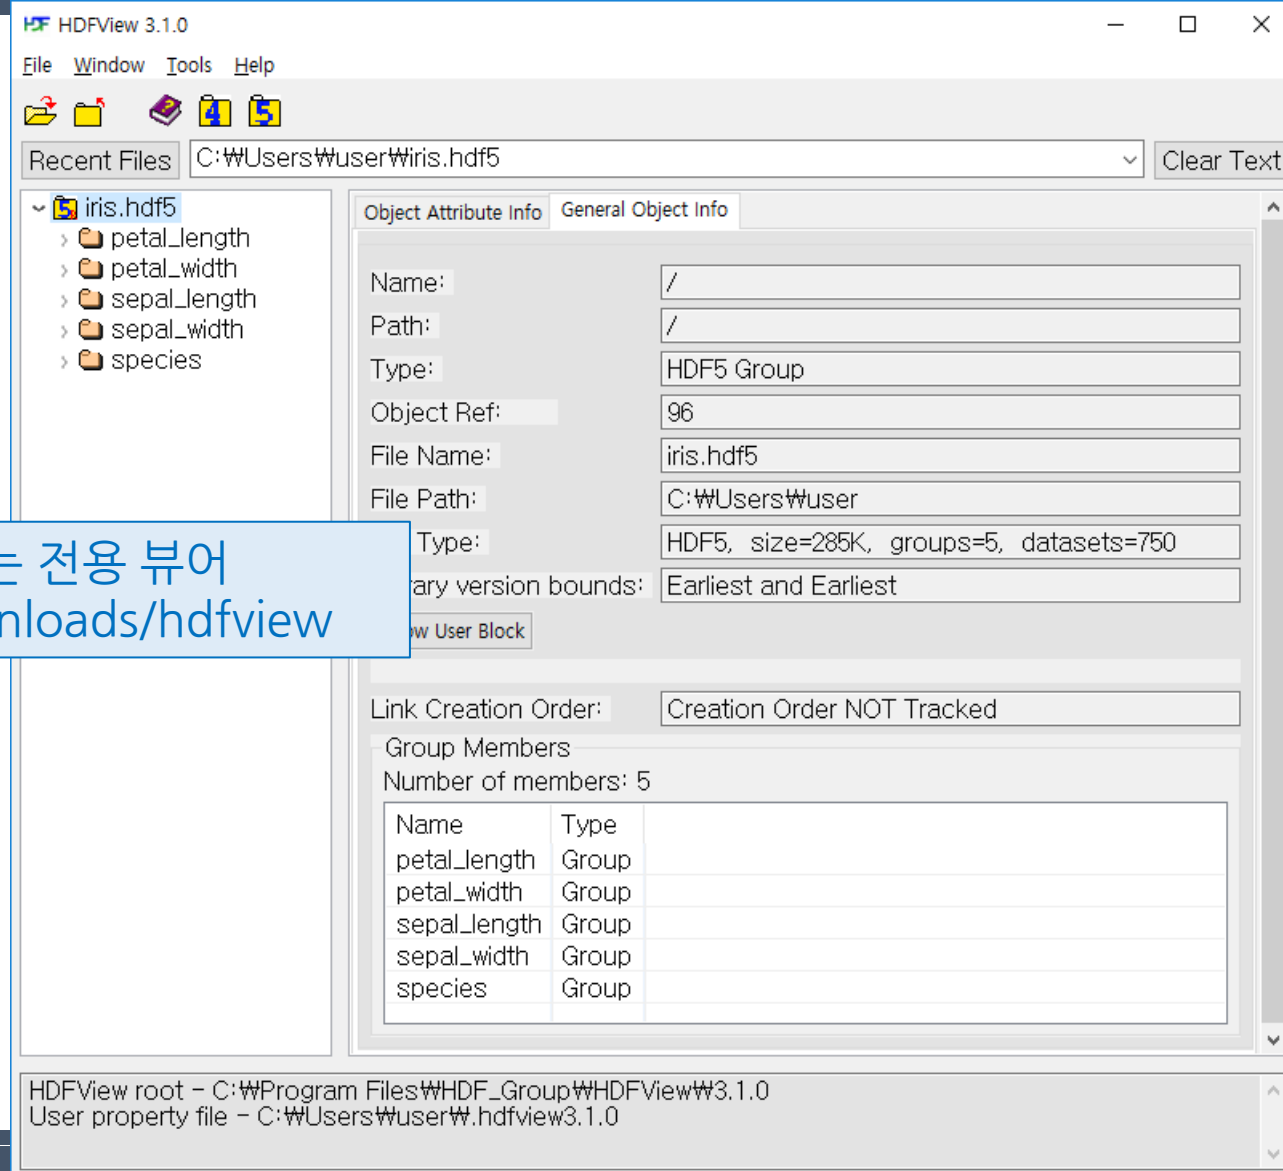 HDF HDFView 3.1.0
File Window Tools Help
4 5
Recent Files C:₩Users₩user₩iris.hdf5 Clear Text
iris.hdf5
petal_length
petal_width
sepal_length
sepal_width
species
Object Attribute Info General Object Info
Name: /
Path: /
Type: HDF5 Group
Object Ref: 96
File Name: iris.hdf5
File Path: C:₩Users₩user
Type: HDF5, size=285K, groups=5, datasets=750
ary version bounds: Earliest and Earliest
는 전용 뷰어
nloads/hdfview
ow User Block
Link Creation Order: Creation Order NOT Tracked
Group Members
Number of members: 5
Name Type
petal_length Group
petal_width Group
sepal_length Group
sepal_width Group
species Group
HDFView root - C:₩Program Files₩HDF_Group₩HDFView₩3.1.0
User property file - C:₩Users₩user₩.hdfview3.1.0